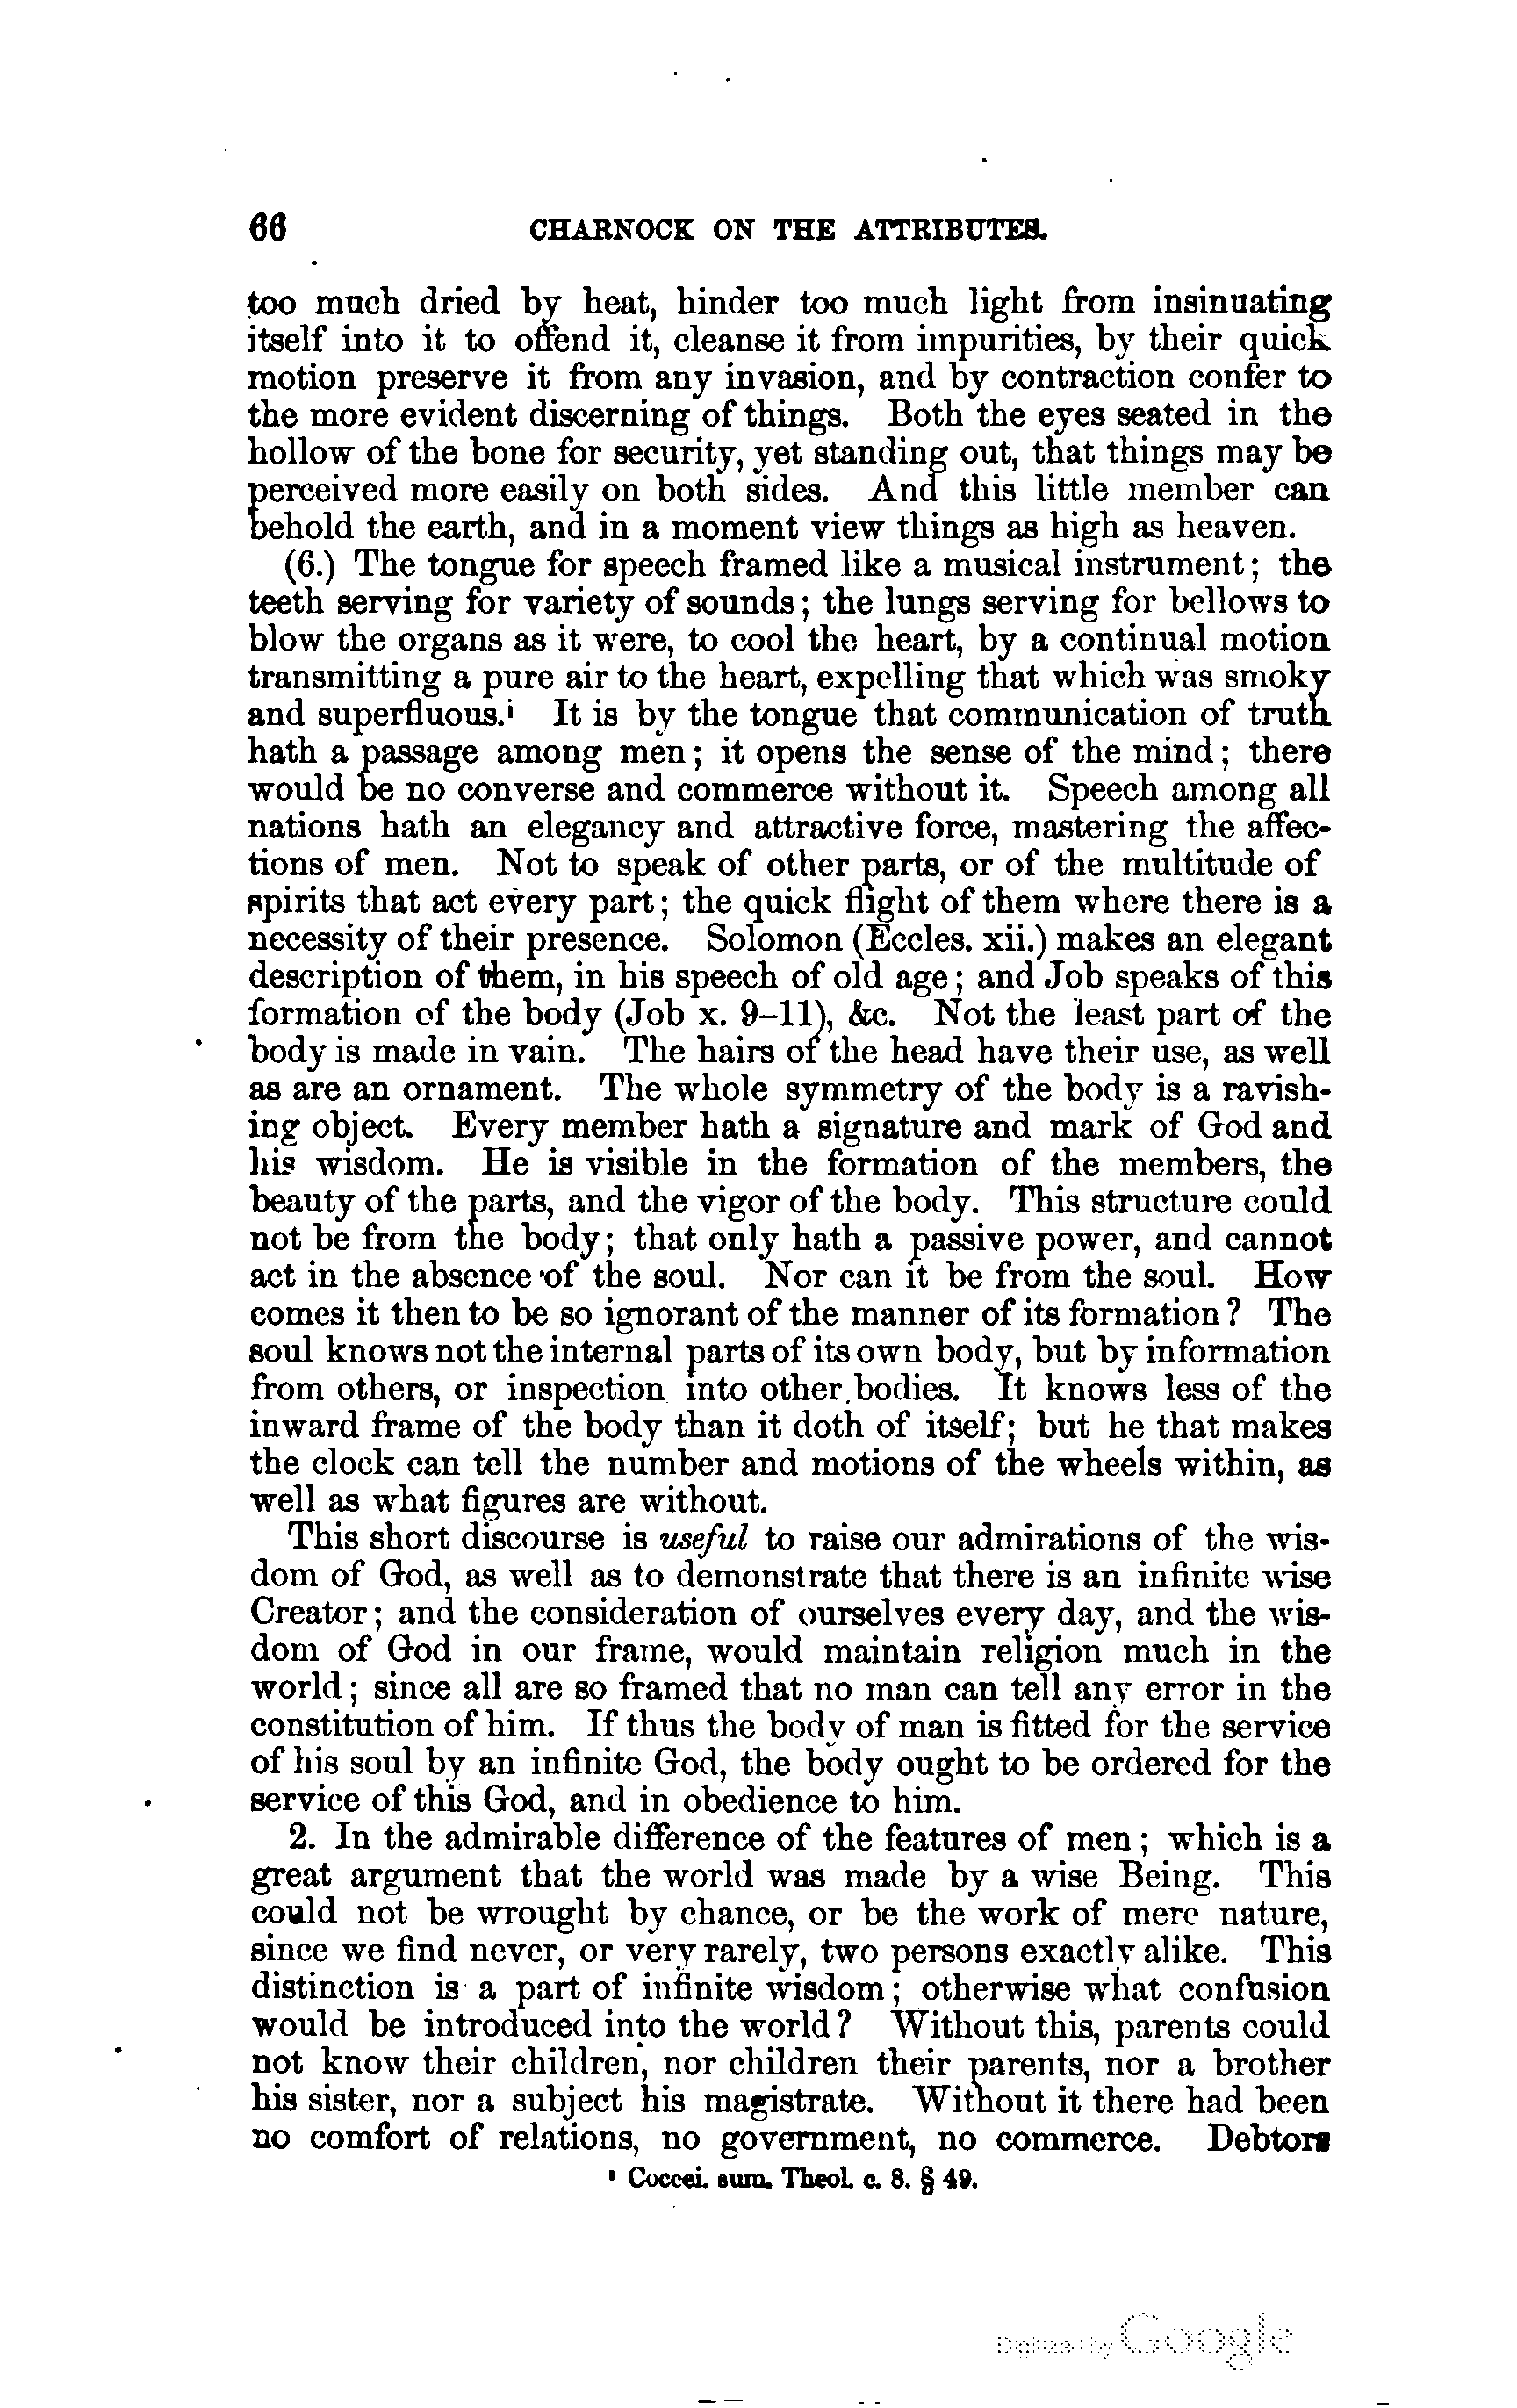 66 CHARNOCK ON THE ATTRIBUTES.
too much dried by heat, hinder too much light from insinuating
itself into it to offend it, cleanse it from impurities, by their quick
motion preserve it from any invasion, and by contraction confer to
the more evident discerning of things. Both the eyes seated in the
hollow of the bone for security, yet standing out, that things may be
perceived more easily on both sides. And this little member can
behold the earth, and in a moment view things as high as heaven.
(6.) The tongue for speech framed like a musical instrument; the
teeth serving for variety of sounds; the lungs serving for bellows to
blow the organs as it were, to cool the heart, by a continual motion
transmitting a pure air to the heart, expelling that which was smoky
and superfluous.i It is by the tongue that communication of truth
hath a passage among men; it opens the sense of the mind; there
would be no converse and commerce without it. Speech among all
nations hath an elegancy and attractive force, mastering the affec-
tions of men. Not to speak of other parts, or of the multitude of
spirits that act every part; the quick flight of them where there is a
necessity of their presence. Solomon (Eccles. xii.) makes an elegant
description of them, in his speech of old age; and Job speaks of this
formation of the body (Job x. 9–11), &c. Not the least part of the
body is made in vain. The hairs of the head have their use, as well
as are an ornament. The whole symmetry of the body is a ravish-
ing object. Every member hath a signature and mark of God and
his wisdom. He is visible in the formation of the members, the
beauty of the parts, and the vigor of the body. This structure could
not be from the body; that only hath a passive power, and cannot
act in the absence of the soul. Nor can it be from the soul. How
comes it then to be so ignorant of the manner of its formation? The
soul knows not the internal parts of its own body, but by information
from others, or inspection into other bodies. It knows less of the
inward frame of the body than it doth of itself; but he that makes
the clock can tell the number and motions of the wheels within, as
well as what figures are without.
This short discourse is useful to raise our admirations of the wis-
dom of God, as well as to demonstrate that there is an infinite wise
Creator; and the consideration of ourselves every day, and the wis-
dom of God in our frame, would maintain religion much in the
world; since all are so framed that no man can tell any error in the
constitution of him. If thus the body of man is fitted for the service
of his soul by an infinite God, the body ought to be ordered for the
service of this God, and in obedience to him.
2. In the admirable difference of the features of men; which is a
great argument that the world was made by a wise Being. This
could not be wrought by chance, or be the work of mere nature,
since we find never, or very rarely, two persons exactly alike. This
distinction is a part of infinite wisdom; otherwise what confusion
would be introduced into the world? Without this, parents could
not know their children, nor children their parents, nor a brother
his sister, nor a subject his magistrate. Without it there had been
no comfort of relations, no government, no commerce. Debtors
i Coccei. sum. Theol. c. 8. § 49.
Digitized by Google